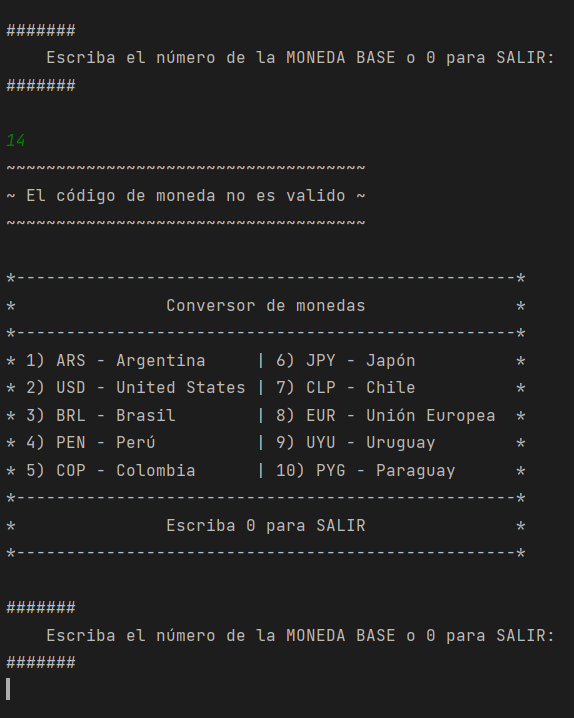 #######
    Escriba el número de la MONEDA BASE o 0 para SALIR:
#######
14
~~~~~~~~~~~~~~~~~~~~~~~~~~~~~~~~~~~~
~ El código de moneda no es valido ~
~~~~~~~~~~~~~~~~~~~~~~~~~~~~~~~~~~~~
*--------------------------------------------------*
*               Conversor de monedas               *
*--------------------------------------------------*
* 1) ARS - Argentina     | 6) JPY - Japón          *
* 2) USD - United States | 7) CLP - Chile          *
* 3) BRL - Brasil        | 8) EUR - Unión Europea  *
* 4) PEN - Perú          | 9) UYU - Uruguay        *
* 5) COP - Colombia      | 10) PYG - Paraguay      *
*--------------------------------------------------*
*               Escriba 0 para SALIR               *
*--------------------------------------------------*
#######
    Escriba el número de la MONEDA BASE o 0 para SALIR:
#######